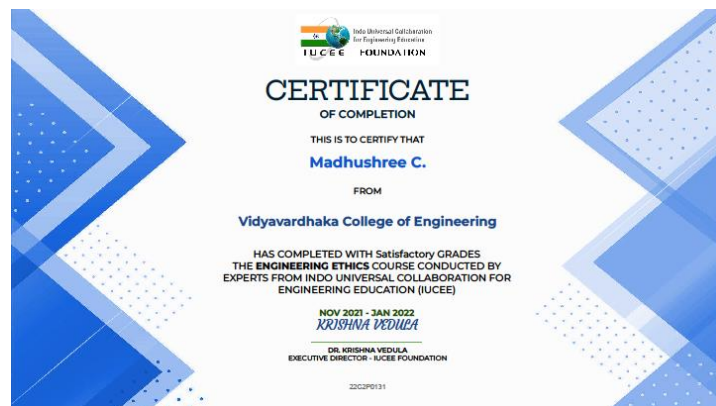 Indo Universal Collaboration
for Engineering Education
IUCEE FOUNDATION
CERTIFICATE
OF COMPLETION
THIS IS TO CERTIFY THAT
Madhushree C.
FROM
Vidyavardhaka College of Engineering
HAS COMPLETED WITH Satisfactory GRADES
THE ENGINEERING ETHICS COURSE CONDUCTED BY
EXPERTS FROM INDO UNIVERSAL COLLABORATION FOR
ENGINEERING EDUCATION (IUCEE)
NOV 2021 - JAN 2022
KRISHNA VEDULA
DR. KRISHNA VEDULA
EXECUTIVE DIRECTOR - IUCEE FOUNDATION
22C2P0131